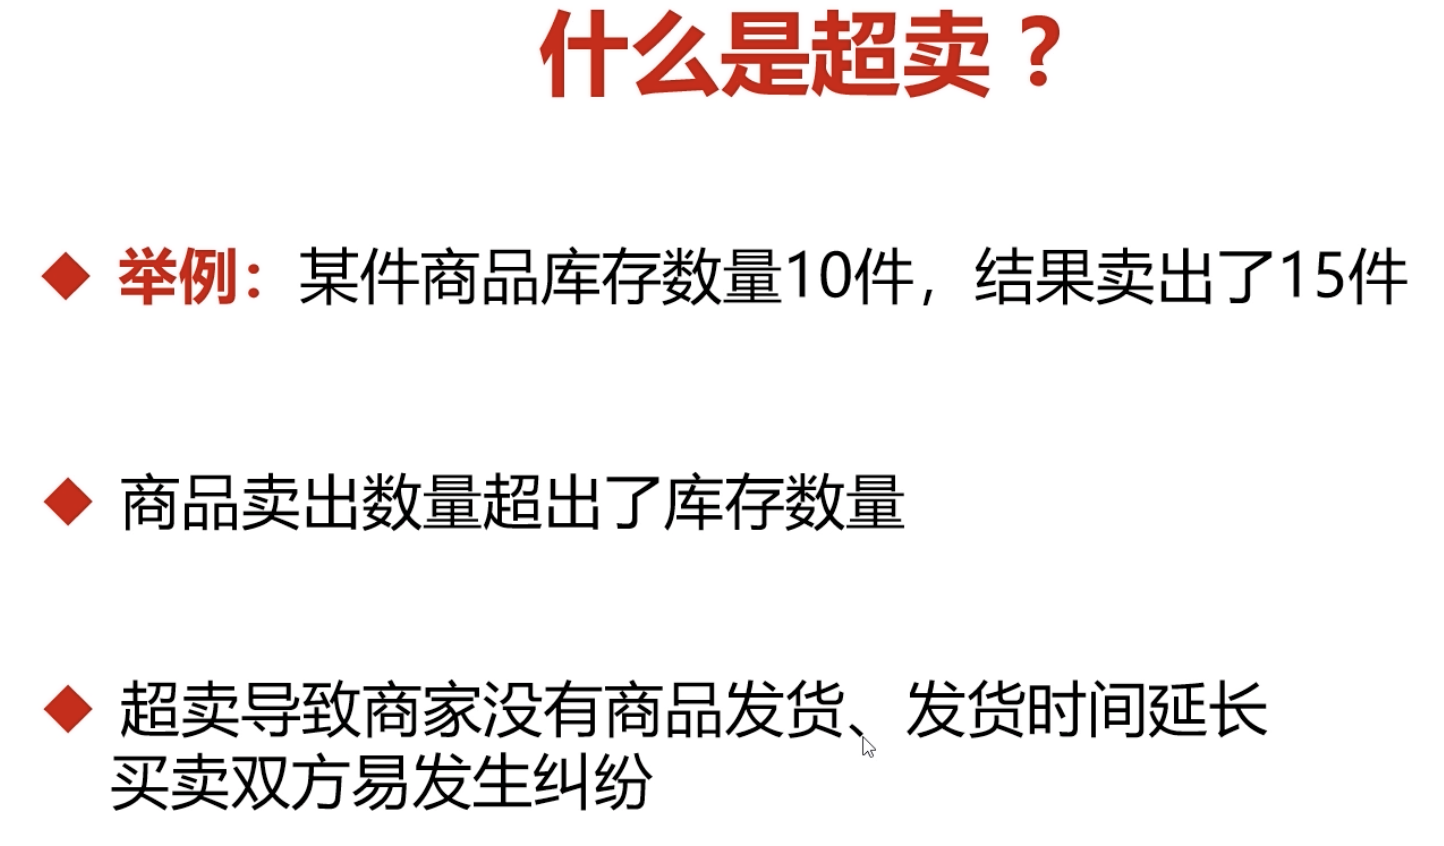 什么是超卖？
举例：某件商品库存数量10件，结果卖出了15件
商品卖出数量超出了库存数量
超卖导致商家没有商品发货、发货时间延长
买卖双方易发生纠纷